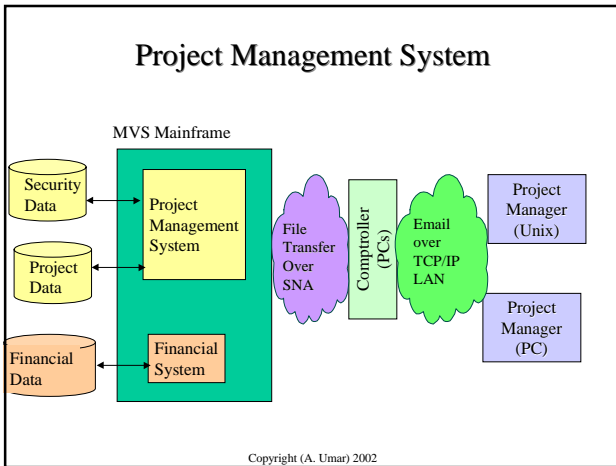 Project Management System
MVS Mainframe
Security
Data
Project
Management
System
Project
Data
Financial
Data
Financial
System
File
Transfer
Over
SNA
Comptroller
(PCs)
Email
over
TCP/IP
LAN
Project
Manager
(Unix)
Project
Manager
(PC)
Copyright (A. Umar) 2002